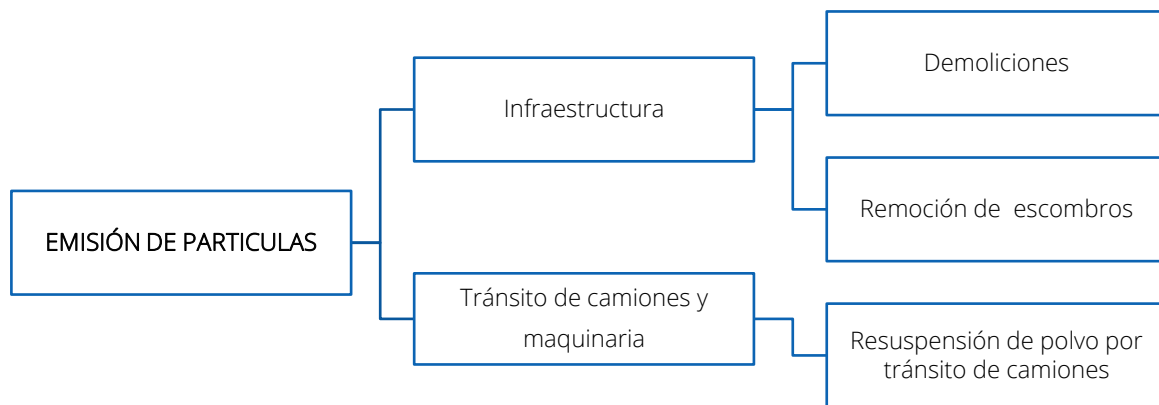 EMISIÓN DE PARTICULAS
Infraestructura
Tránsito de camiones y
maquinaria
Demoliciones
Remoción de escombros
Resuspensión de polvo por
tránsito de camiones